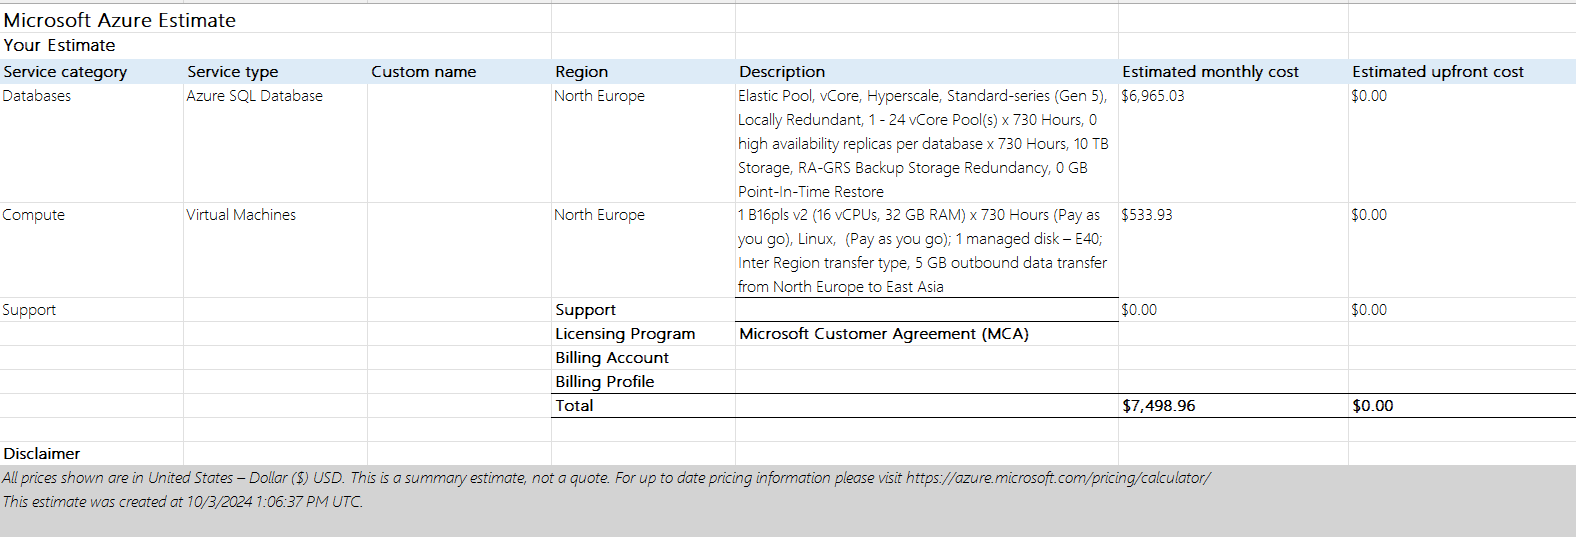 Microsoft Azure Estimate
Your Estimate
Service category Service type Custom name Region Description Estimated monthly cost Estimated upfront cost
Databases Azure SQL Database North Europe Elastic Pool, vCore, Hyperscale, Standard-series (Gen 5), $6,965.03 $0.00
Locally Redundant, 1 - 24 vCore Pool(s) x 730 Hours, 0
high availability replicas per database x 730 Hours, 10 TB
Storage, RA-GRS Backup Storage Redundancy, 0 GB
Point-In-Time Restore
Compute Virtual Machines North Europe 1 B16pls v2 (16 vCPUs, 32 GB RAM) x 730 Hours (Pay as $533.93 $0.00
you go), Linux, (Pay as you go); 1 managed disk – E40;
Inter Region transfer type, 5 GB outbound data transfer
from North Europe to East Asia
Support Support $0.00 $0.00
Licensing Program Microsoft Customer Agreement (MCA)
Billing Account
Billing Profile
Total $7,498.96 $0.00
Disclaimer
All prices shown are in United States – Dollar ($) USD. This is a summary estimate, not a quote. For up to date pricing information please visit https://azure.microsoft.com/pricing/calculator/
This estimate was created at 10/3/2024 1:06:37 PM UTC.